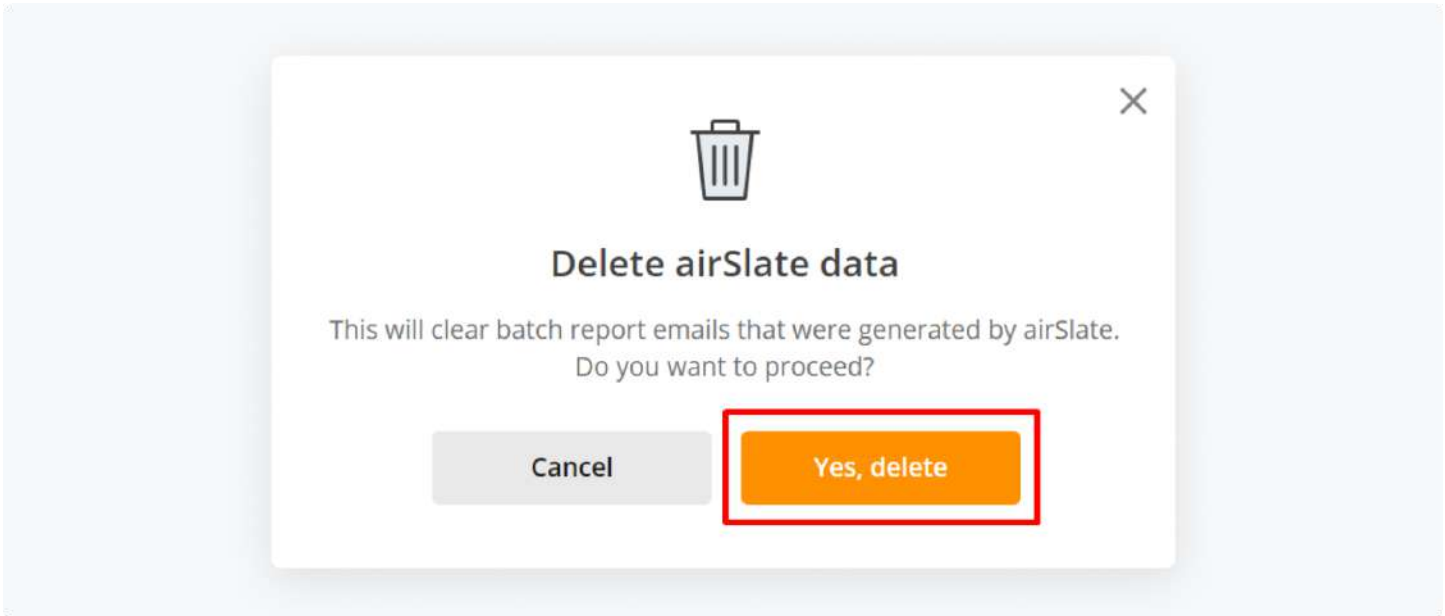 Delete airSlate data
This will clear batch report emails that were generated by airSlate.
Do you want to proceed?
Cancel
Yes, delete